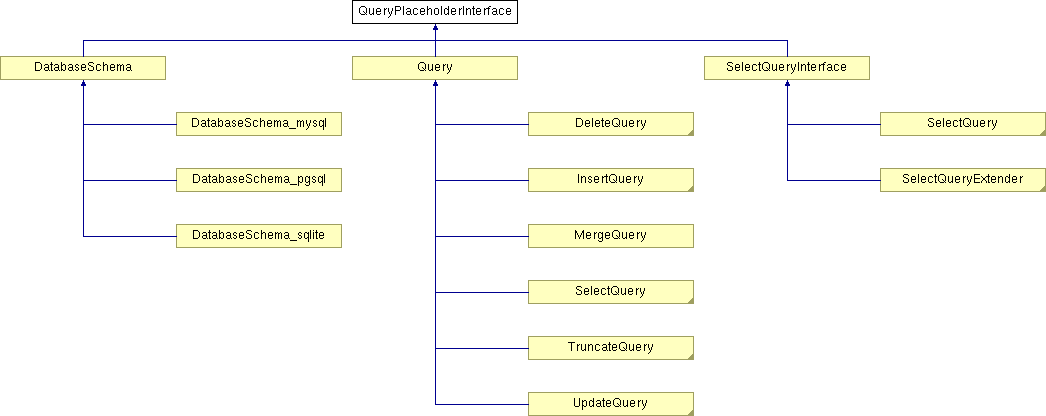 QueryPlaceholderInterface
DatabaseSchema
Query
SelectQueryInterface
DatabaseSchema_mysql
DeleteQuery
SelectQuery
DatabaseSchema_pgsql
InsertQuery
SelectQueryExtender
DatabaseSchema_sqlite
MergeQuery
SelectQuery
TruncateQuery
UpdateQuery